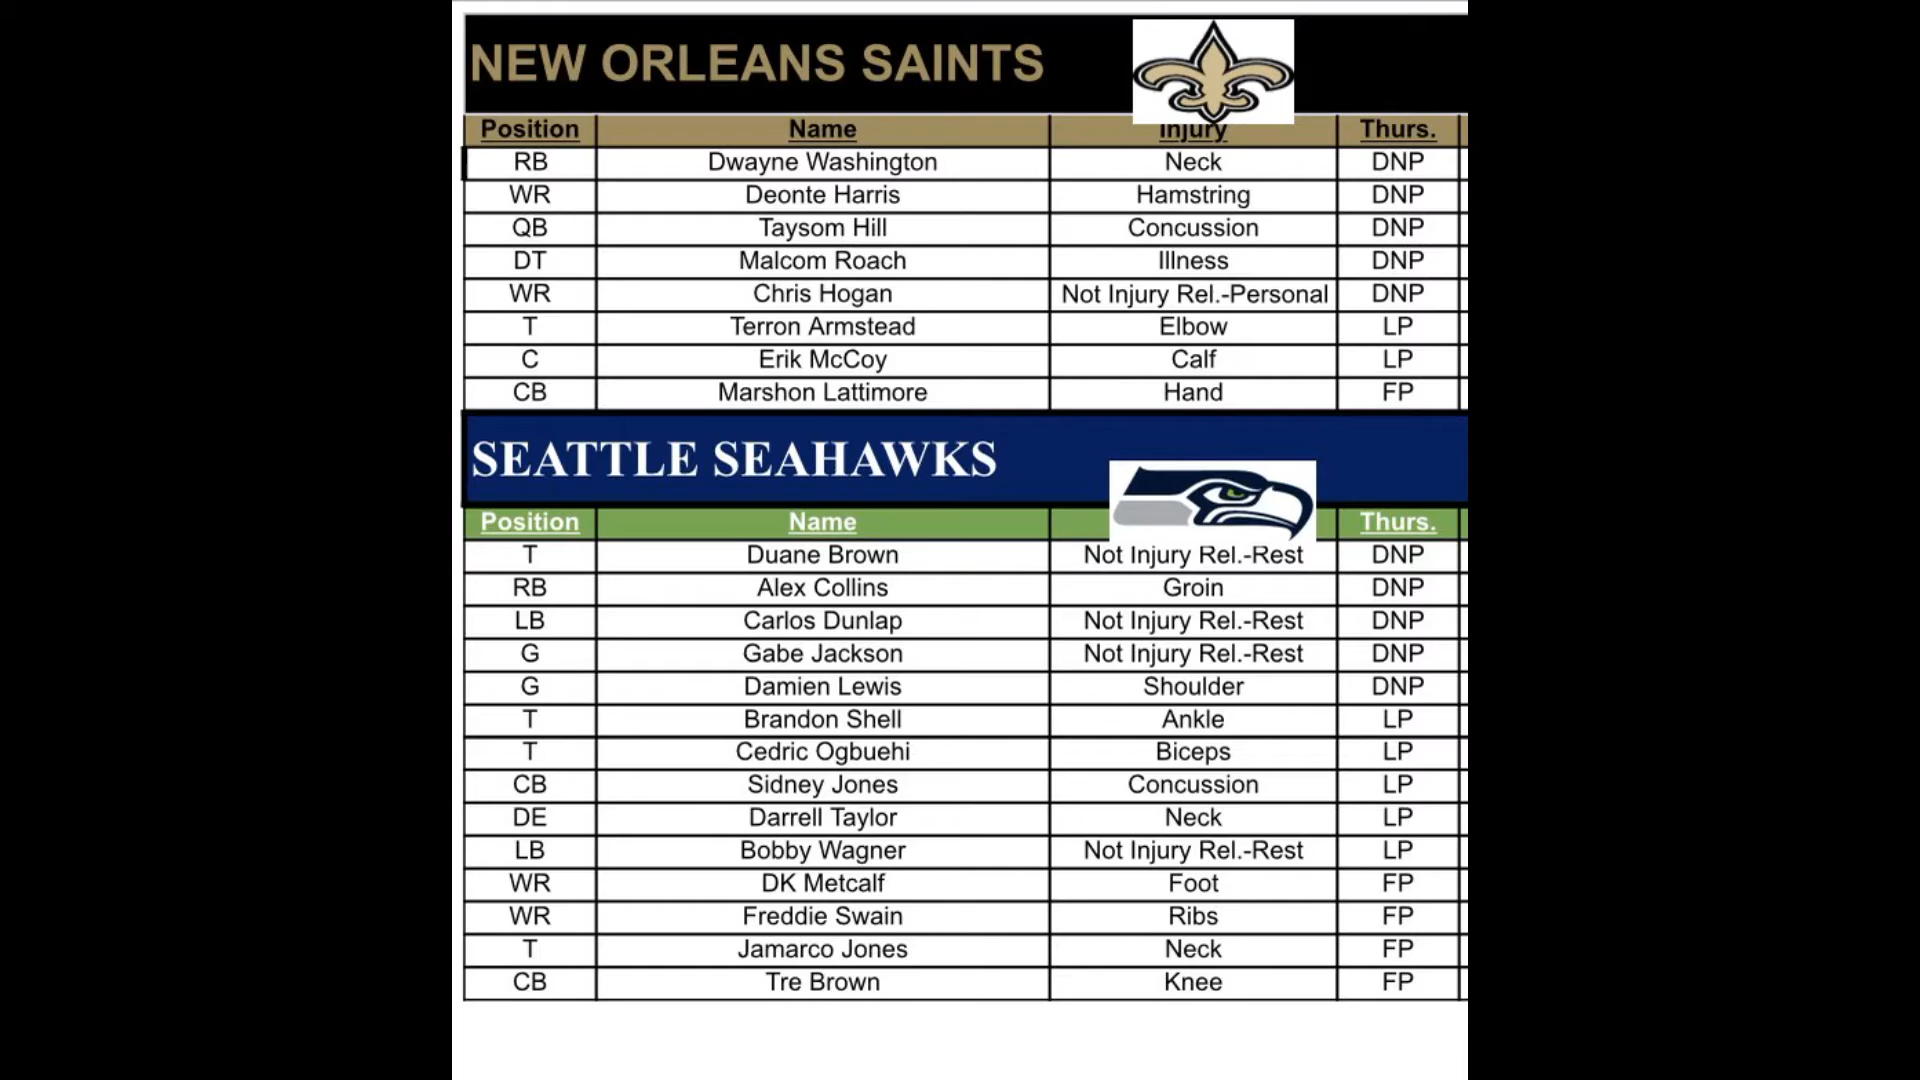 NEW ORLEANS SAINTS
Position Name Injury Thurs.
RB Dwayne Washington Neck DNP
WR Deonte Harris Hamstring DNP
QB Taysom Hill Concussion DNP
DT Malcom Roach Illness DNP
WR Chris Hogan Not Injury Rel.-Personal DNP
T Terron Armstead Elbow LP
C Erik McCoy Calf LP
CB Marshon Lattimore Hand FP
SEATTLE SEAHAWKS
Position Name Thurs.
T Duane Brown Not Injury Rel.-Rest DNP
RB Alex Collins Groin DNP
LB Carlos Dunlap Not Injury Rel.-Rest DNP
G Gabe Jackson Not Injury Rel.-Rest DNP
G Damien Lewis Shoulder DNP
T Brandon Shell Ankle LP
T Cedric Ogbuehi Biceps LP
CB Sidney Jones Concussion LP
DE Darrell Taylor Neck LP
LB Bobby Wagner Not Injury Rel.-Rest LP
WR DK Metcalf Foot FP
WR Freddie Swain Ribs FP
T Jamarco Jones Neck FP
CB Tre Brown Knee FP